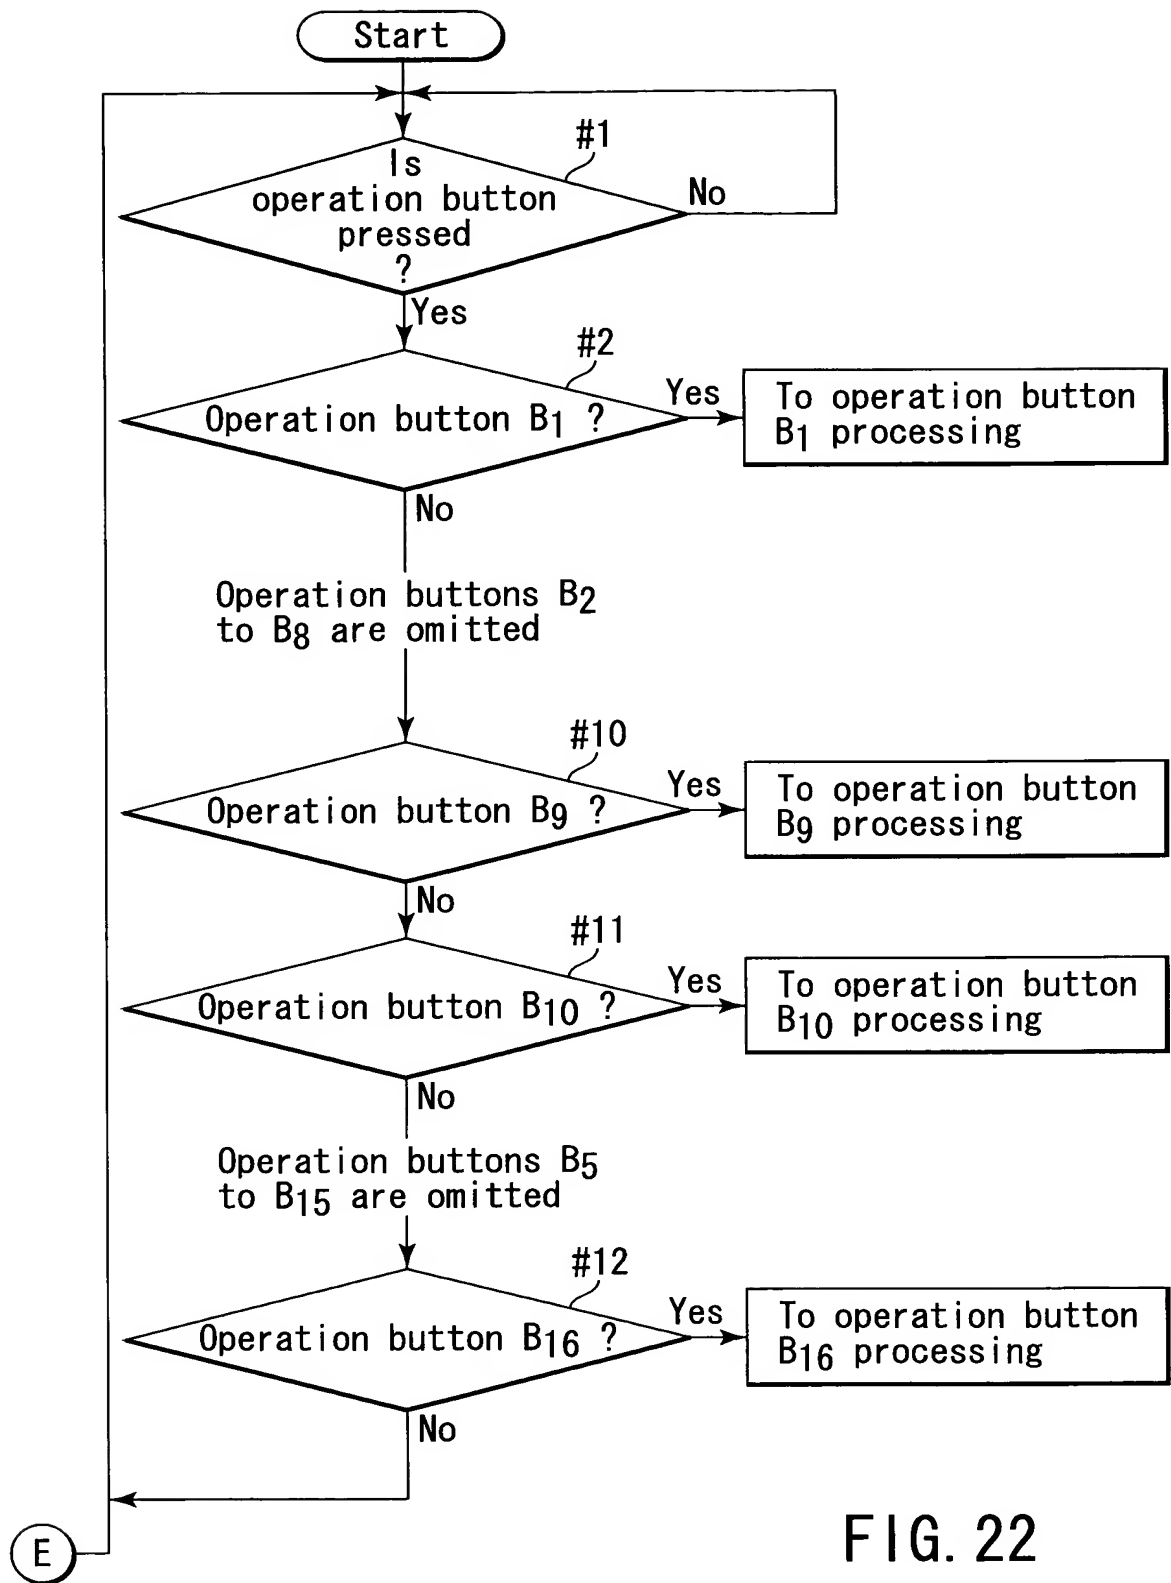 Start
#1
Is
operation button
pressed
?
No
Yes
#2
Operation button B1 ?
Yes
To operation button
B1 processing
No
Operation buttons B2
to B8 are omitted
#10
Operation button B9 ?
Yes
To operation button
B9 processing
No
#11
Operation button B10 ?
Yes
To operation button
B10 processing
No
Operation buttons B5
to B15 are omitted
#12
Operation button B16 ?
Yes
To operation button
B16 processing
No
E
FIG. 22